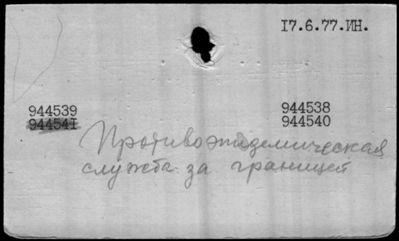 17.6.77.ИН.
944539 944538
944541 944540
Противоэпидемическая
служба за границей